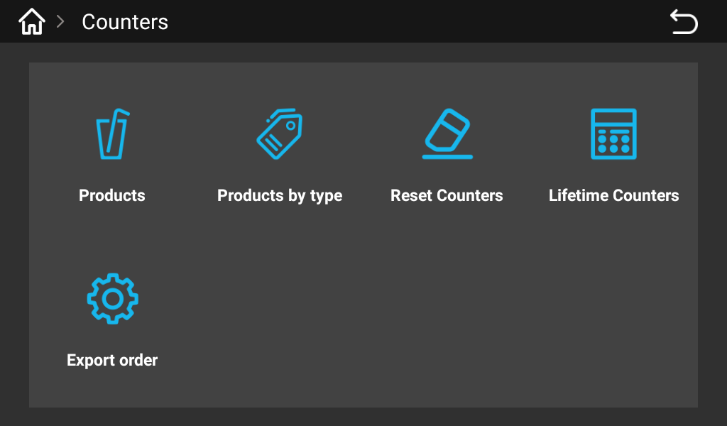 Counters
Products
Products by type
Reset Counters
Lifetime Counters
Export order